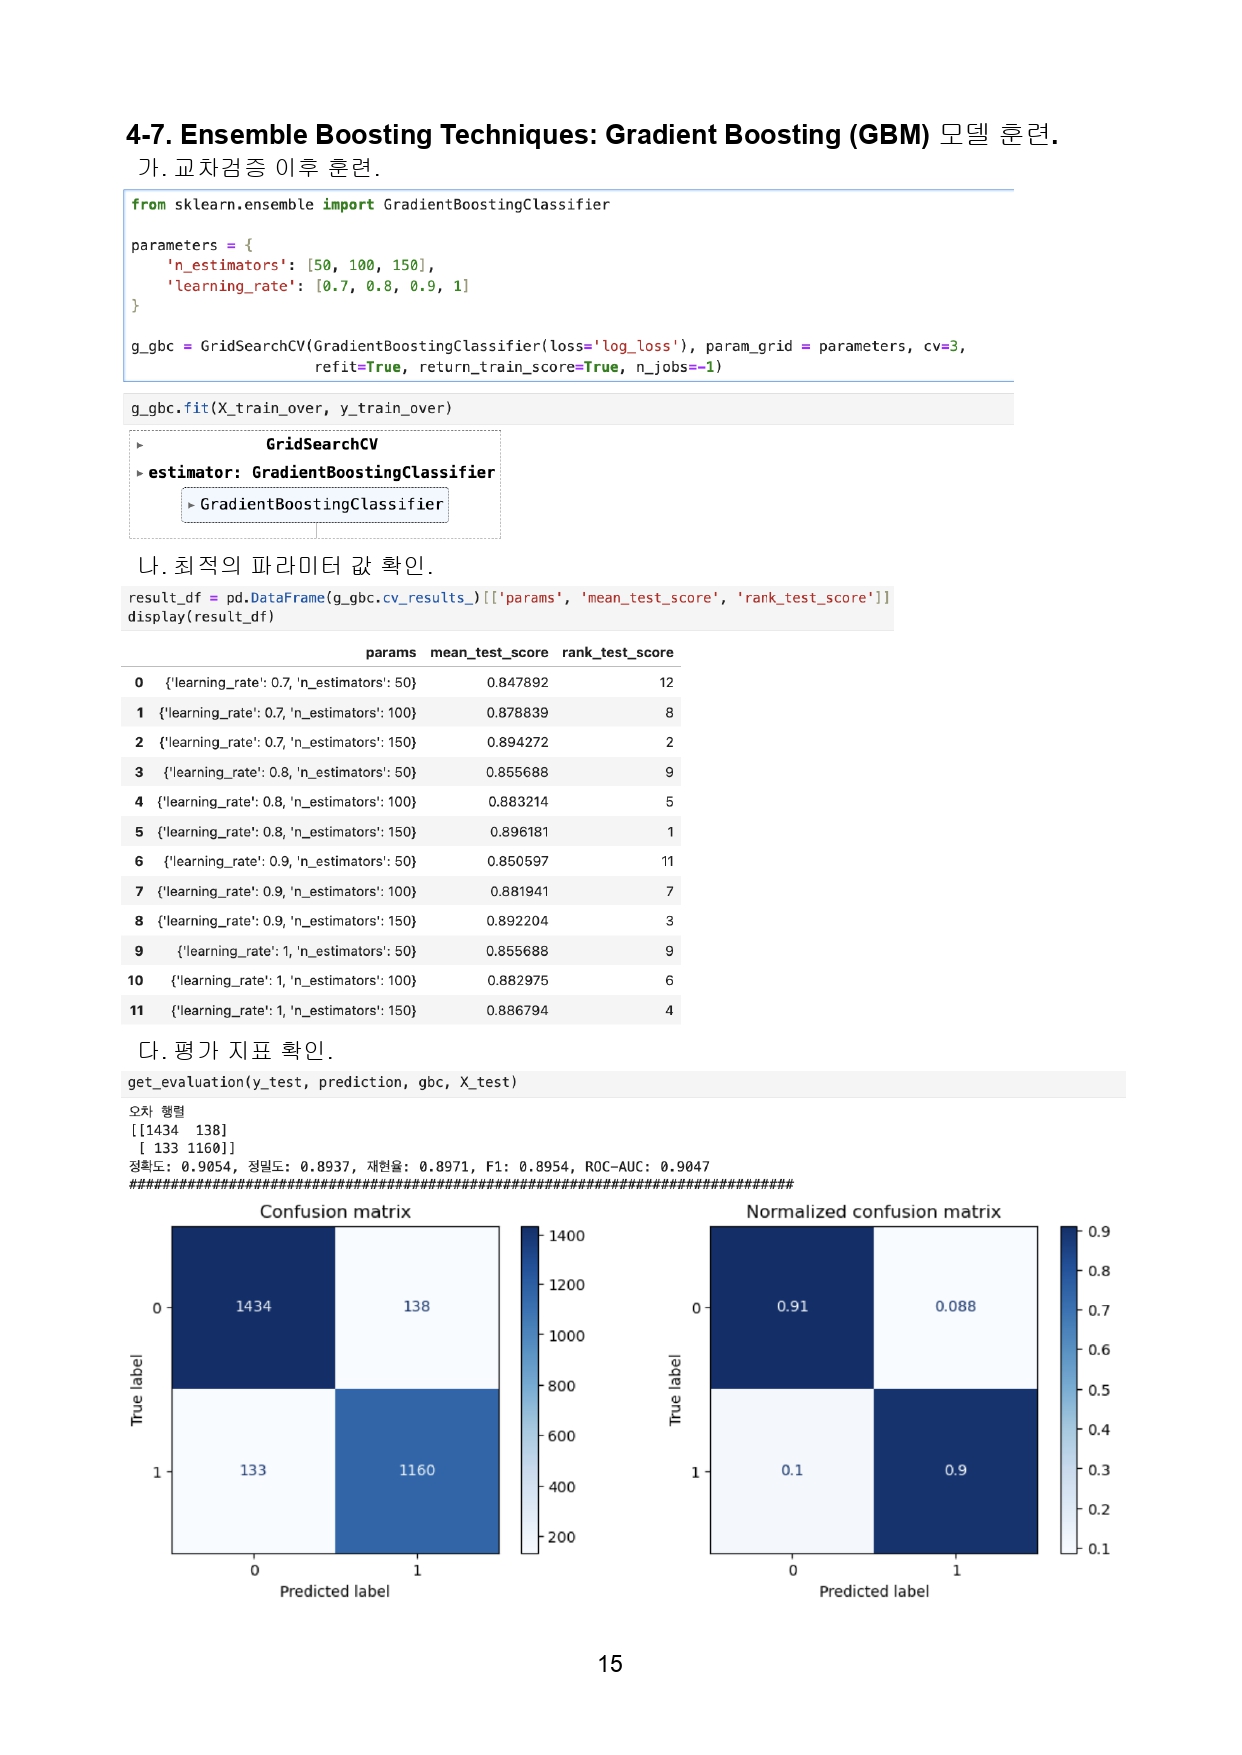 4-7. Ensemble Boosting Techniques: Gradient Boosting (GBM) 모델 훈련.
가. 교차검증 이후 훈련.
from sklearn.ensemble import GradientBoostingClassifier
parameters = {
'n_estimators': [50, 100, 150],
'learning_rate': [0.7, 0.8, 0.9, 1]
}
g_gbc = GridSearchCV(GradientBoostingClassifier(loss='log_loss'), param_grid = parameters, cv=3,
refit=True, return_train_score=True, n_jobs=-1)
g_gbc.fit(X_train_over, y_train_over)
▸ GridSearchCV
▸ estimator: GradientBoostingClassifier
▸ GradientBoostingClassifier
나. 최적의 파라미터 값 확인.
result_df = pd.DataFrame(g_gbc.cv_results_)[['params', 'mean_test_score', 'rank_test_score']]
display(result_df)
params mean_test_score rank_test_score
0 {'learning_rate': 0.7, 'n_estimators': 50} 0.847892 12
1 {'learning_rate': 0.7, 'n_estimators': 100} 0.878839 8
2 {'learning_rate': 0.7, 'n_estimators': 150} 0.894272 2
3 {'learning_rate': 0.8, 'n_estimators': 50} 0.855688 9
4 {'learning_rate': 0.8, 'n_estimators': 100} 0.883214 5
5 {'learning_rate': 0.8, 'n_estimators': 150} 0.896181 1
6 {'learning_rate': 0.9, 'n_estimators': 50} 0.850597 11
7 {'learning_rate': 0.9, 'n_estimators': 100} 0.881941 7
8 {'learning_rate': 0.9, 'n_estimators': 150} 0.892204 3
9 {'learning_rate': 1, 'n_estimators': 50} 0.855688 9
10 {'learning_rate': 1, 'n_estimators': 100} 0.882975 6
11 {'learning_rate': 1, 'n_estimators': 150} 0.886794 4
다. 평가 지표 확인.
get_evaluation(y_test, prediction, gbc, X_test)
오차 행렬
[[1434 138]
[ 133 1160]]
정확도: 0.9054, 정밀도: 0.8937, 재현율: 0.8971, F1: 0.8954, ROC-AUC: 0.9047
##############################################################################
Confusion matrix
1434 138
133 1160
0
1
True label
0 1
Predicted label
1400
1200
1000
800
600
400
200
Normalized confusion matrix
0.91 0.088
0.1 0.9
0
1
True label
0 1
Predicted label
0.9
0.8
0.7
0.6
0.5
0.4
0.3
0.2
0.1
15